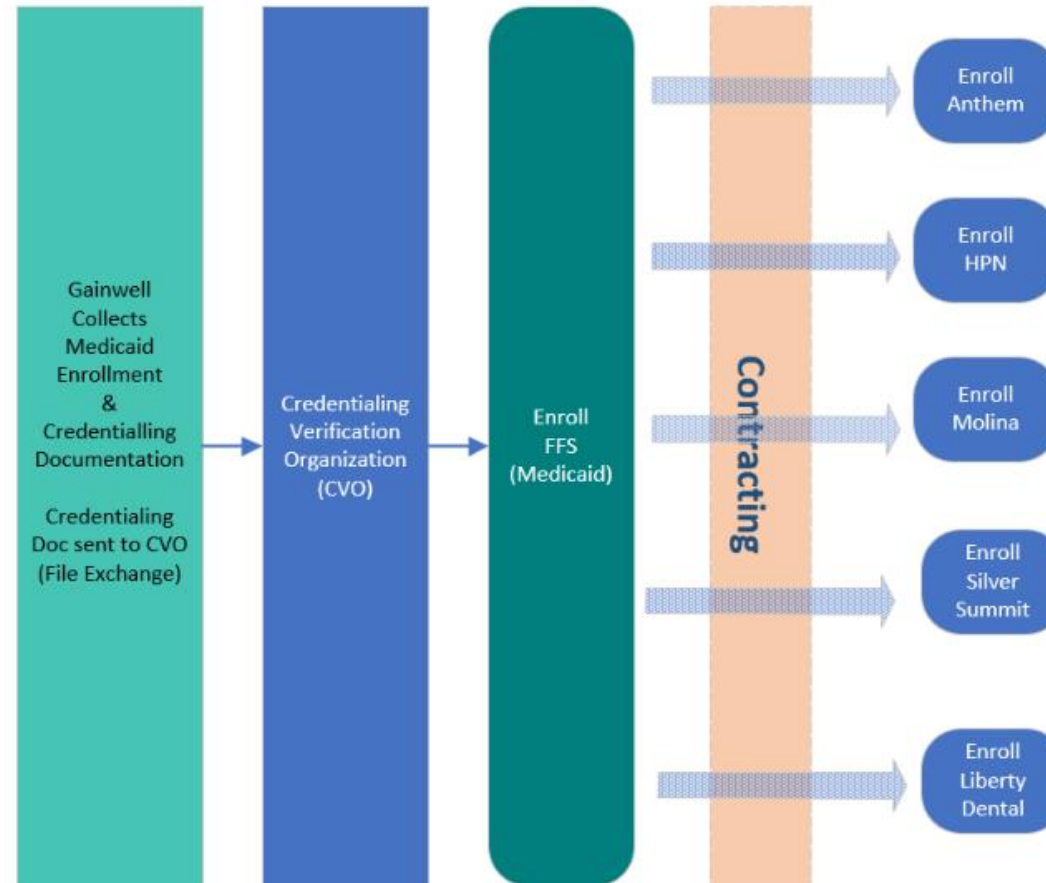 Gainwell
Collects
Medicaid
Enrollment
&
Credentialling
Documentation
Credentialing
Doc sent to CVO
(File Exchange)
Credentialing
Verification
Organization
(CVO)
Enroll
FFS
(Medicaid)
Contracting
Enroll
Anthem
Enroll
HPN
Enroll
Molina
Enroll
Silver
Summit
Enroll
Liberty
Dental